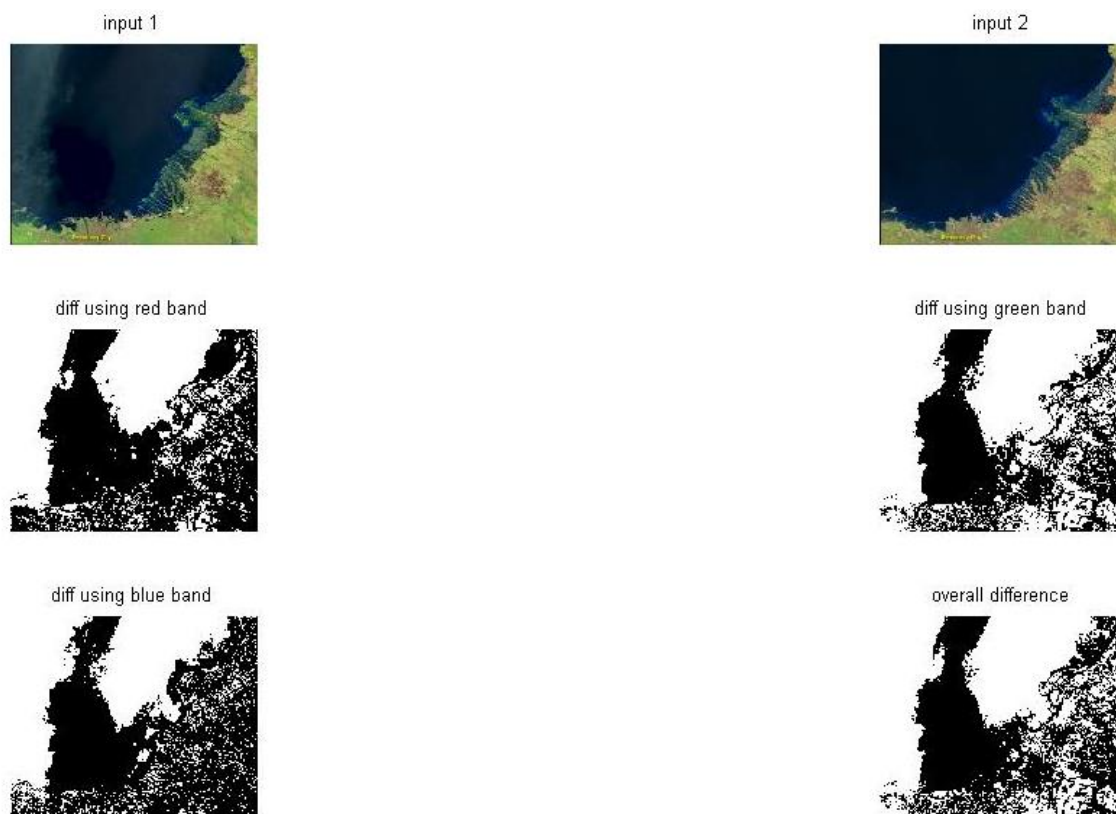 input 1
input 2
diff using red band
diff using green band
diff using blue band
overall difference